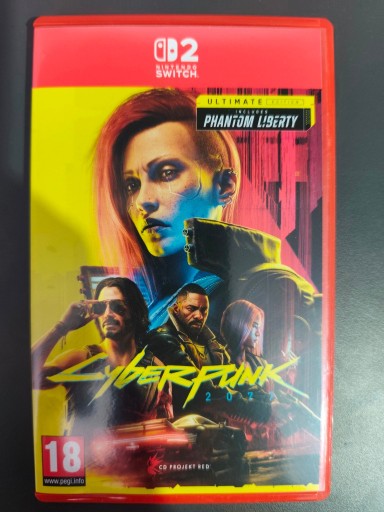 2
NINTENDO
SWITCH
ULTIMATE EDITION
INCLUDES
PHANTOM LIBERTY
CYBERPUNK
2077
CD PROJEKT RED
18
www.pegi.info